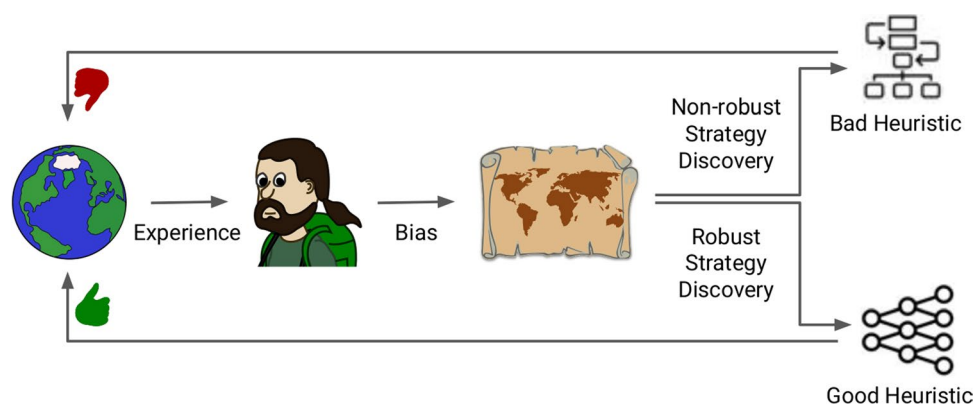 Non-robust
Strategy
Discovery
Bad Heuristic
Experience
Bias
Robust
Strategy
Discovery
Good Heuristic